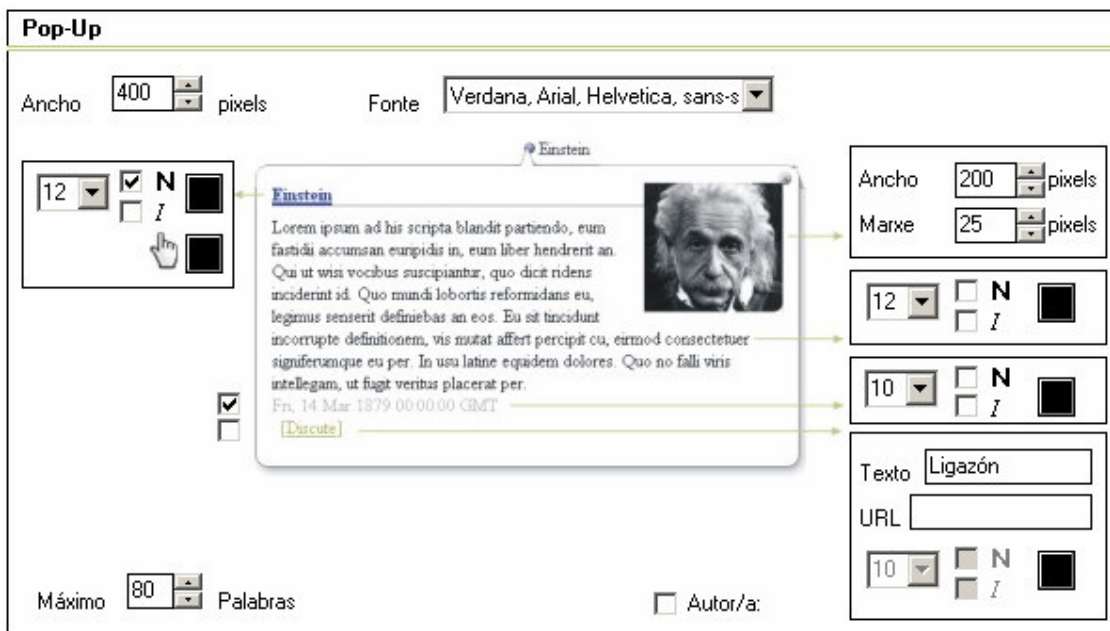 Pop-Up
Ancho 400 pixels Fonte Verdana, Arial, Helvetica, sans-s
Einstein
12 N
I
Einstein
Lorem ipsum ad his scripta blandit partiendo, eum
fastidii accumsan euripidis in, eum liber hendrerit an.
Qui ut wisi vocibus suscipiantur, quo dicit ridens
inciderint id. Quo mundi lobortis reformidans eu,
legimus senserit definiebas an eos. Eu sit tincidunt
incorrupte definitionem, vis mutat affert percipit cu, eirmod consectetuer
signiferumque eu per. In usu latine equidem dolores. Quo no falli viris
intellegam, ut fugit veritus placerat per.
Fri, 14 Mar 1879 00:00:00 GMT
[Discute]
Ancho 200 pixels
Marxe 25 pixels
12 N
I
10 N
I
Texto Ligazón
URL
10 N
I
Máximo 80 Palabras Autor/a: